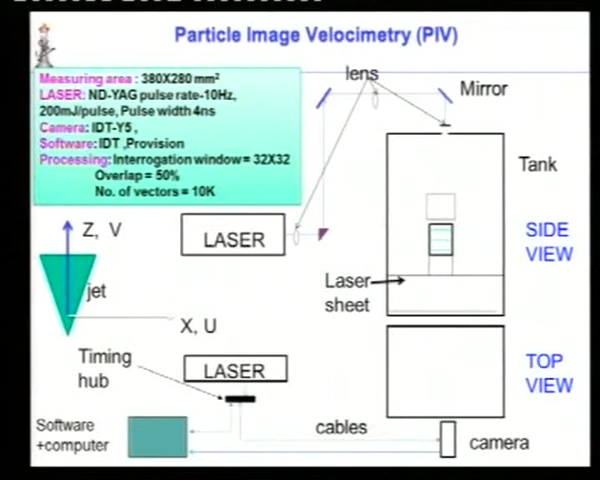 Particle Image Velocimetry (PIV)
Measuring area : 380X280 mm²
LASER: ND-YAG pulse rate-10Hz,
200mJ/pulse, Pulse width 4ns
Camera: IDT-Y5 ,
Software: IDT ,Provision
Processing: Interrogation window = 32X32
Overlap = 50%
No. of vectors = 10K
lens
Mirror
Tank
Z, V
LASER
SIDE
VIEW
jet
Laser
sheet
X, U
Timing
hub
LASER
TOP
VIEW
Software
+computer
cables
camera